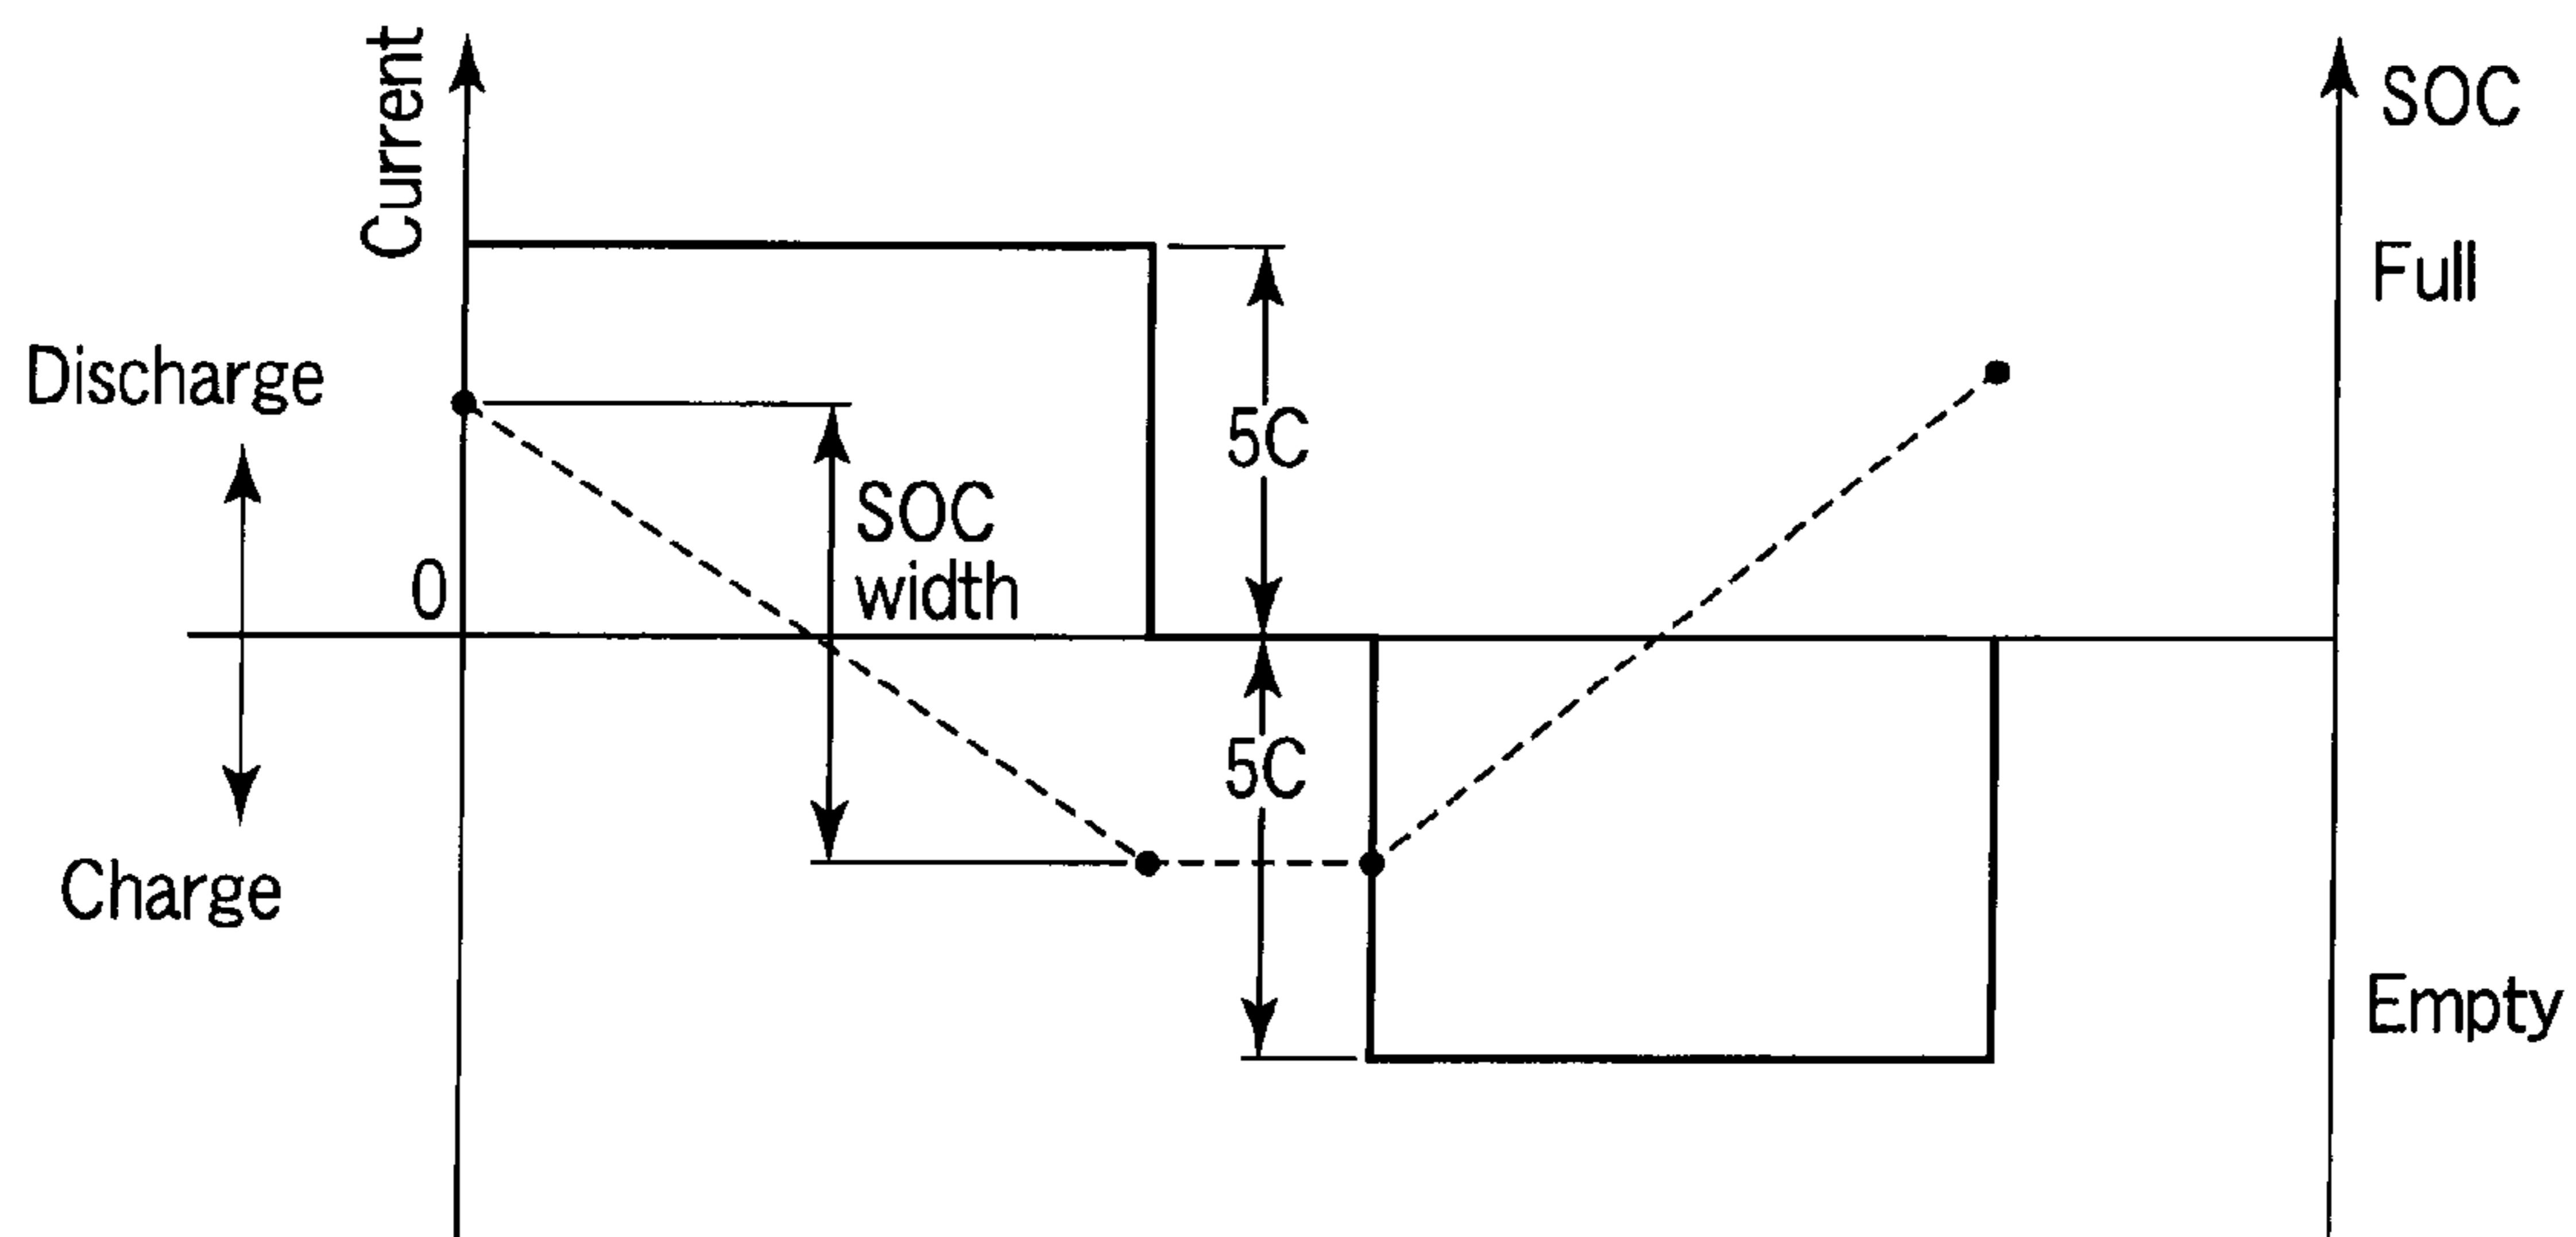 Current
SOC
Full
Discharge
5C
SOC
width
0
5C
Charge
Empty